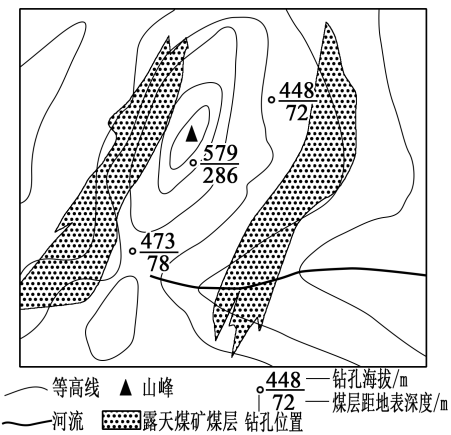 448
72
579
286
473
78
等高线
山峰
448
72
钻孔海拔/m
煤层距地表深度/m
河流
露天煤矿煤层
钻孔位置